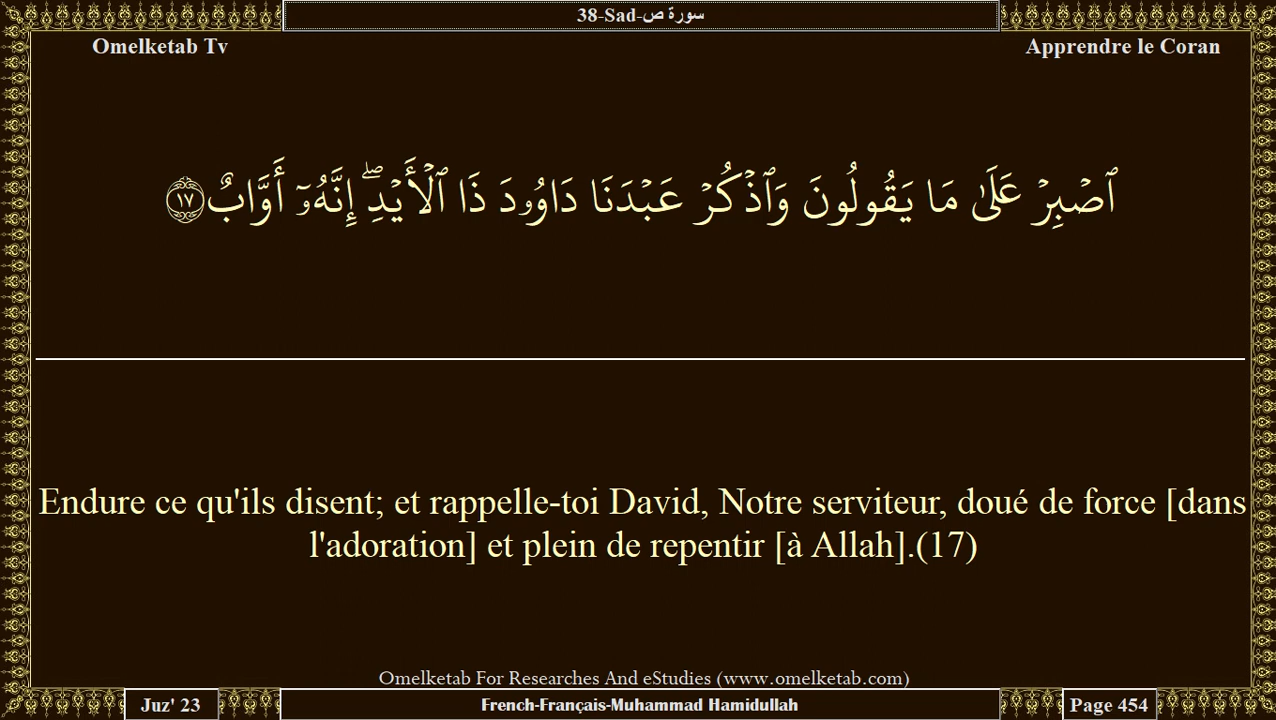 38-Sad-سورة ص
Omelketab Tv
Apprendre le Coran
ٱصۡبِرۡ عَلَىٰ مَا يَقُولُونَ وَٱذۡكُرۡ عَبۡدَنَا دَاوُۥدَ ذَا ٱلۡأَيۡدِۖ إِنَّهُۥٓ أَوَّابٌ ١٧
Endure ce qu'ils disent; et rappelle-toi David, Notre serviteur, doué de force [dans
l'adoration] et plein de repentir [à Allah].(17)
Omelketab For Researches And eStudies (www.omelketab.com)
Juz' 23
French-Français-Muhammad Hamidullah
Page 454